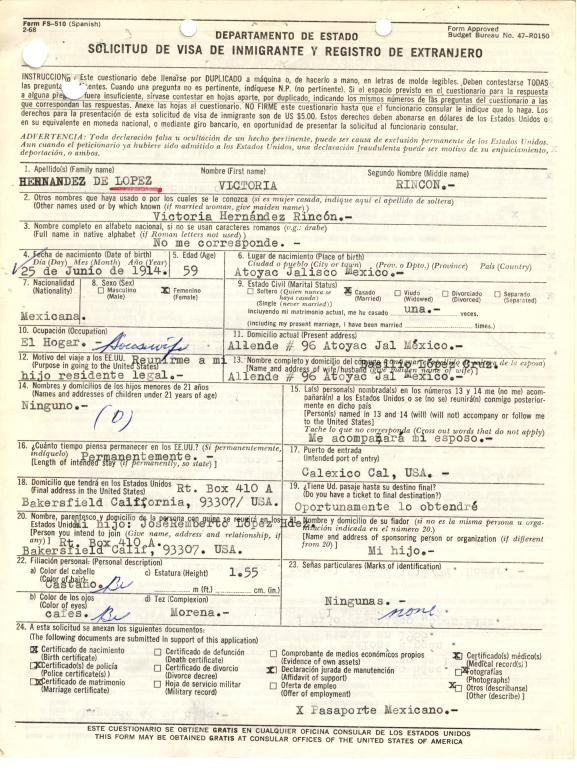 Form FS-510 (Spanish)
2-68
Form Approved
Budget Bureau No. 47-R0150
DEPARTAMENTO DE ESTADO
SOLICITUD DE VISA DE INMIGRANTE Y REGISTRO DE EXTRANJERO
INSTRUCCIONES: Este cuestionario debe llenarse por DUPLICADO a máquina o, de hacerlo a mano, en letras de molde legibles. Deben contestarse TODAS
las preguntas. Cuando una pregunta no es pertinente, indíquese N.P. (no pertinente). Si el espacio previsto en el cuestionario para la respuesta
a alguna fuera insuficiente, sírvase contestar en hojas aparte, por duplicado, indicando los mismos números de las preguntas del cuestionario a las
que correspondan las respuestas. Anexe las hojas al cuestionario. NO FIRME este cuestionario hasta que el funcionario consular le indique que lo haga. Los
derechos para la presentación de esta solicitud de visa de inmigrante son de US $5.00. Estos derechos deben abonarse en dólares de los Estados Unidos o
en su equivalente en moneda nacional, o mediante giro bancario, en oportunidad de presentar la solicitud al funcionario consular.
ADVERTENCIA: Toda declaración falsa u ocultación de un hecho pertinente, puede ser causa de exclusión permanente de los Estados Unidos.
Aun cuando el peticionario ya hubiere sido admitido a los Estados Unidos, una declaración fraudulenta puede ser motivo de su enjuiciamiento,
deportación, o ambos.
1. Apellido(s) (Family name) Nombre (First name) Segundo Nombre (Middle name)
HERNANDEZ DE LOPEZ VICTORIA RINCON.-
2. Otros nombres que haya usado o por los cuales se le conozca (si es mujer casada, indique aquí el apellido de soltera)
(Other names used or by which known (if married woman, give maiden name))
Victoria Hernández Rincón.-
3. Nombre completo en alfabeto nacional, si no se usan caracteres romanos (v.gr.: árabe)
Full name in native alphabet (if Roman letters not used))
No me corresponde. -
4. Fecha de nacimiento (Date of birth)
Día (Day) Mes (Month) Año (Year)
25 de Junio de 1914.
5. Edad (Age)
59
6. Lugar de nacimiento (Place of birth)
Ciudad o pueblo (City or town) (Prov. o Dpto.) (Province) País (Country)
Atoyac Jalisco Mexico.-
7. Nacionalidad
(Nationality)
Mexicana.
8. Sexo (Sex)
Masculino
(Male)
X Femenino
(Female)
9. Estado Civil (Marital Status)
Soltero (Quien nunca se haya casado)
(Single (never married))
X Casado
(Married)
Viudo
(Widowed)
Divorciado
(Divorced)
Separado
(Separated)
Incluyendo mi matrimonio actual, me he casado una.- veces.
(Including my present marriage, I have been married times.)
10. Ocupación (Occupation)
El Hogar. Housewife
11. Domicilio actual (Present address)
Allende # 96 Atoyac Jal México.-
12. Motivo del viaje a los EE.UU. Reunirme a mi
(Purpose in going to the United States)
hijo residente legal.-
13. Nombre completo y domicilio del Basilio López Cruz.
[Name and address of wife/husband
Allende # 96 Atoyac Jal Mexico.-
14. Nombres y domicilios de los hijos menores de 21 años
(Names and addresses of children under 21 years of age)
Ninguno.-
(0)
15. La(s) persona(s) nombrada(s) en los números 13 y 14 me (no me) acom-
pañará(n) a los Estados Unidos o se (no se) reunirá(n) conmigo posterior-
mente en dicho país
[Person(s) named in 13 and 14 (will) (will not) accompany or follow me
to the United States]
Tache lo que no corresponda (Cross out words that do not apply)
Me acompañará mi esposo.-
16. ¿Cuánto tiempo piensa permanecer en los EE.UU.? (Si permanentemente,
indíquelo) Permanentemente. -
[Length of intended stay (if permanently, so state)]
17. Puerto de entrada
(Intended port of entry)
Calexico Cal, USA. -
18. Domicilio que tendrá en los Estados Unidos
(Final address in the United States) Rt. Box 410 A
Bakersfield California, 93307/ USA.
19. ¿Tiene Ud. pasaje hasta su destino final?
(Do you have a ticket to final destination?)
Oportunamente lo obtendré
20. Nombre, parentesco y domicilio de la persona con quien se reunirá en los
Estados Unidos mi hijo: José Remberto López Hdez.
[Person you intend to join (Give name, address and relationship, if
any)] Rt. Box 410 A.
Bakersfield Calif, 93307. USA.
21. Nombre y domicilio de su fiador (si no es la misma persona u orga-
nización indicada en el número 20.)
[Name and address of sponsoring person or organization (if different
from 20)]
Mi hijo.-
22. Filiación personal: (Personal description)
a) Color del cabello
(Color of hair)
Castaño. Br
c) Estatura (Height) 1.55
m (ft.) cm. (in.)
b) Color de los ojos
(Color of eyes)
cafes. Br
d) Tez (Complexion)
Morena.-
23. Señas particulares (Marks of identification)
Ningunas.-
none
24. A esta solicitud se anexan los siguientes documentos:
(The following documents are submitted in support of this application)
X Certificado de nacimiento
(Birth certificate)
X Certificado(s) de policía
(Police certificate(s))
X Certificado de matrimonio
(Marriage certificate)
Certificado de defunción
(Death certificate)
Certificado de divorcio
(Divorce decree)
Hoja de servicio militar
(Military record)
Comprobante de medios económicos propios
(Evidence of own assets)
X Declaración jurada de manutención
(Affidavit of support)
Oferta de empleo
(Offer of employment)
X Certificado(s) médico(s)
(Medical record(s))
X Fotografías
(Photographs)
X Otros (descríbanse)
[Other (describe)]
X Pasaporte Mexicano.-
ESTE CUESTIONARIO SE OBTIENE GRATIS EN CUALQUIER OFICINA CONSULAR DE LOS ESTADOS UNIDOS
THIS FORM MAY BE OBTAINED GRATIS AT CONSULAR OFFICES OF THE UNITED STATES OF AMERICA